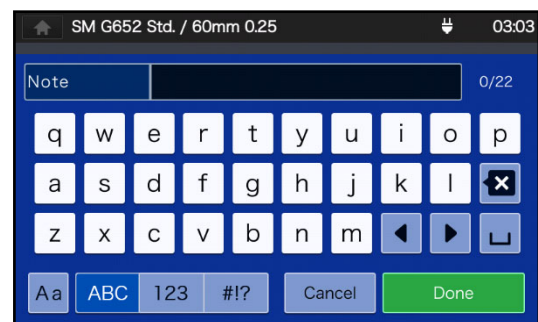 SM G652 Std. / 60mm 0.25 03:03
Note 0/22
q w e r t y u i o p
a s d f g h j k l
z x c v b n m
Aa ABC 123 #!? Cancel Done